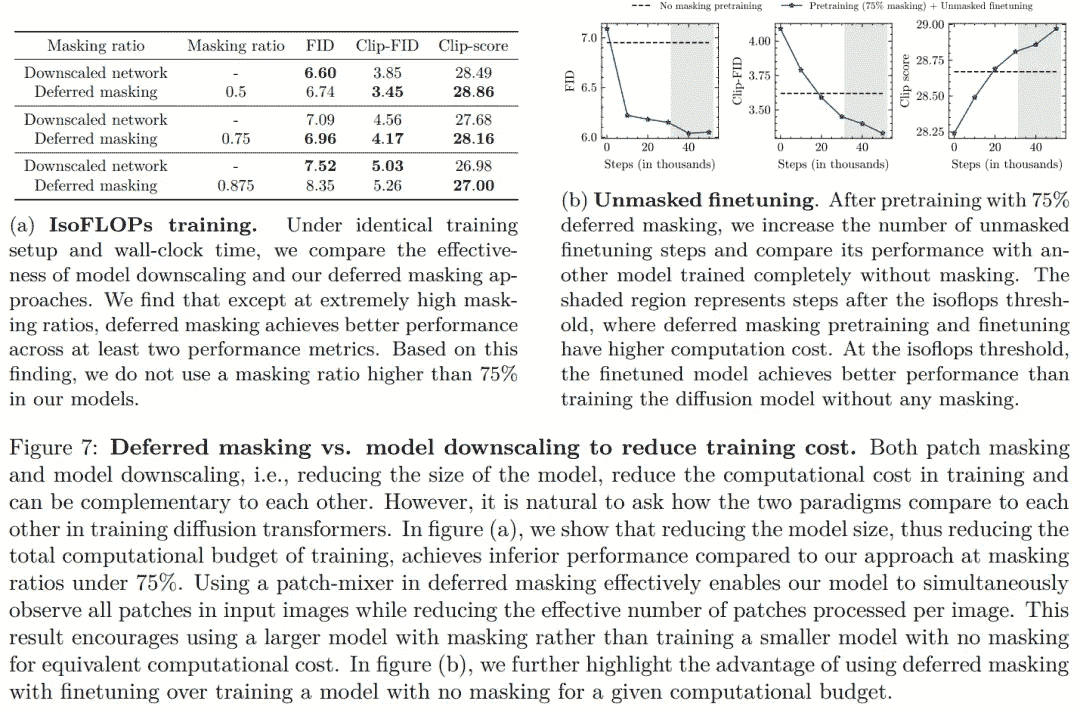 Masking ratio Masking ratio FID Clip-FID Clip-score
Downscaled network - 6.60 3.85 28.49
Deferred masking 0.5 6.74 3.45 28.86
Downscaled network - 7.09 4.56 27.68
Deferred masking 0.75 6.96 4.17 28.16
Downscaled network - 7.52 5.03 26.98
Deferred masking 0.875 8.35 5.26 27.00
(a) IsoFLOPs training. Under identical training
setup and wall-clock time, we compare the effective-
ness of model downscaling and our deferred masking ap-
proaches. We find that except at extremely high mask-
ing ratios, deferred masking achieves better performance
across at least two performance metrics. Based on this
finding, we do not use a masking ratio higher than 75%
in our models.
No masking pretraining
Pretraining (75% masking) + Unmasked finetuning
FID
7.0
6.5
6.0
0 20 40
Steps (in thousands)
Clip-FID
4.00
3.75
3.50
0 20 40
Steps (in thousands)
Clip score
29.00
28.75
28.50
28.25
0 20 40
Steps (in thousands)
(b) Unmasked finetuning. After pretraining with 75%
deferred masking, we increase the number of unmasked
finetuning steps and compare its performance with an-
other model trained completely without masking. The
shaded region represents steps after the isoflops thresh-
old, where deferred masking pretraining and finetuning
have higher computation cost. At the isoflops threshold,
the finetuned model achieves better performance than
training the diffusion model without any masking.
Figure 7: Deferred masking vs. model downscaling to reduce training cost. Both patch masking
and model downscaling, i.e., reducing the size of the model, reduce the computational cost in training and
can be complementary to each other. However, it is natural to ask how the two paradigms compare to each
other in training diffusion transformers. In figure (a), we show that reducing the model size, thus reducing the
total computational budget of training, achieves inferior performance compared to our approach at masking
ratios under 75%. Using a patch-mixer in deferred masking effectively enables our model to simultaneously
observe all patches in input images while reducing the effective number of patches processed per image. This
result encourages using a larger model with masking rather than training a smaller model with no masking
for equivalent computational cost. In figure (b), we further highlight the advantage of using deferred masking
with finetuning over training a model with no masking for a given computational budget.